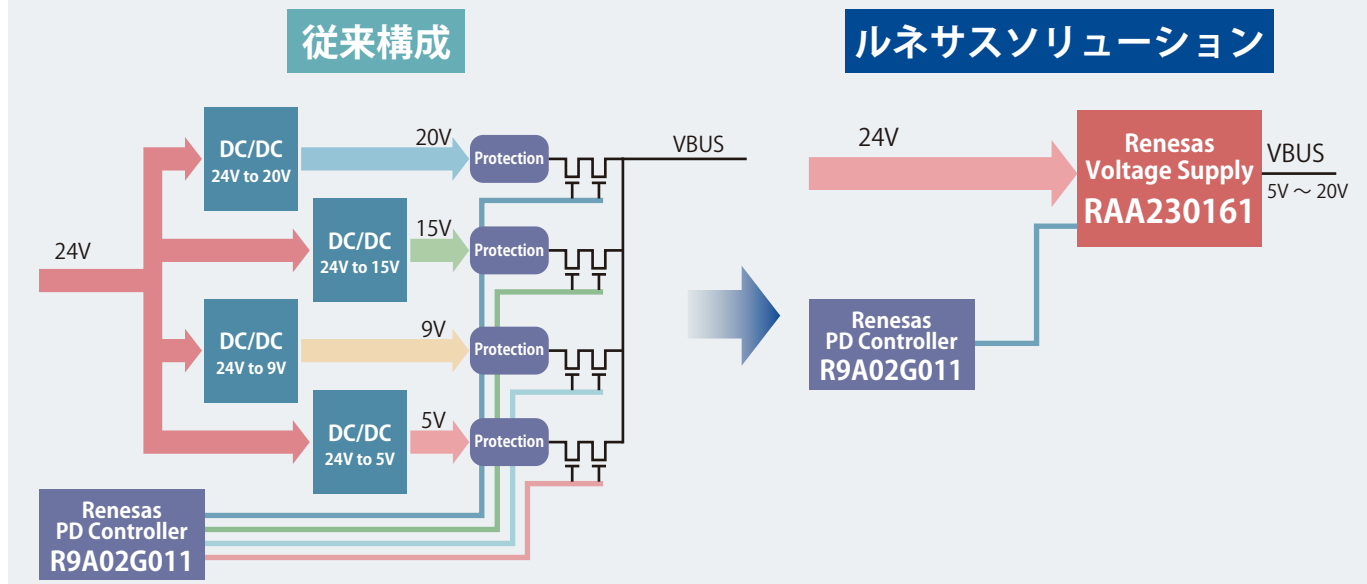 従来構成
24V
DC/DC
24V to 20V
20V
Protection
VBUS
DC/DC
24V to 15V
15V
Protection
DC/DC
24V to 9V
9V
Protection
DC/DC
24V to 5V
5V
Protection
Renesas
PD Controller
R9A02G011
ルネサスソリューション
24V
Renesas
Voltage Supply
RAA230161
VBUS
5V ～ 20V
Renesas
PD Controller
R9A02G011